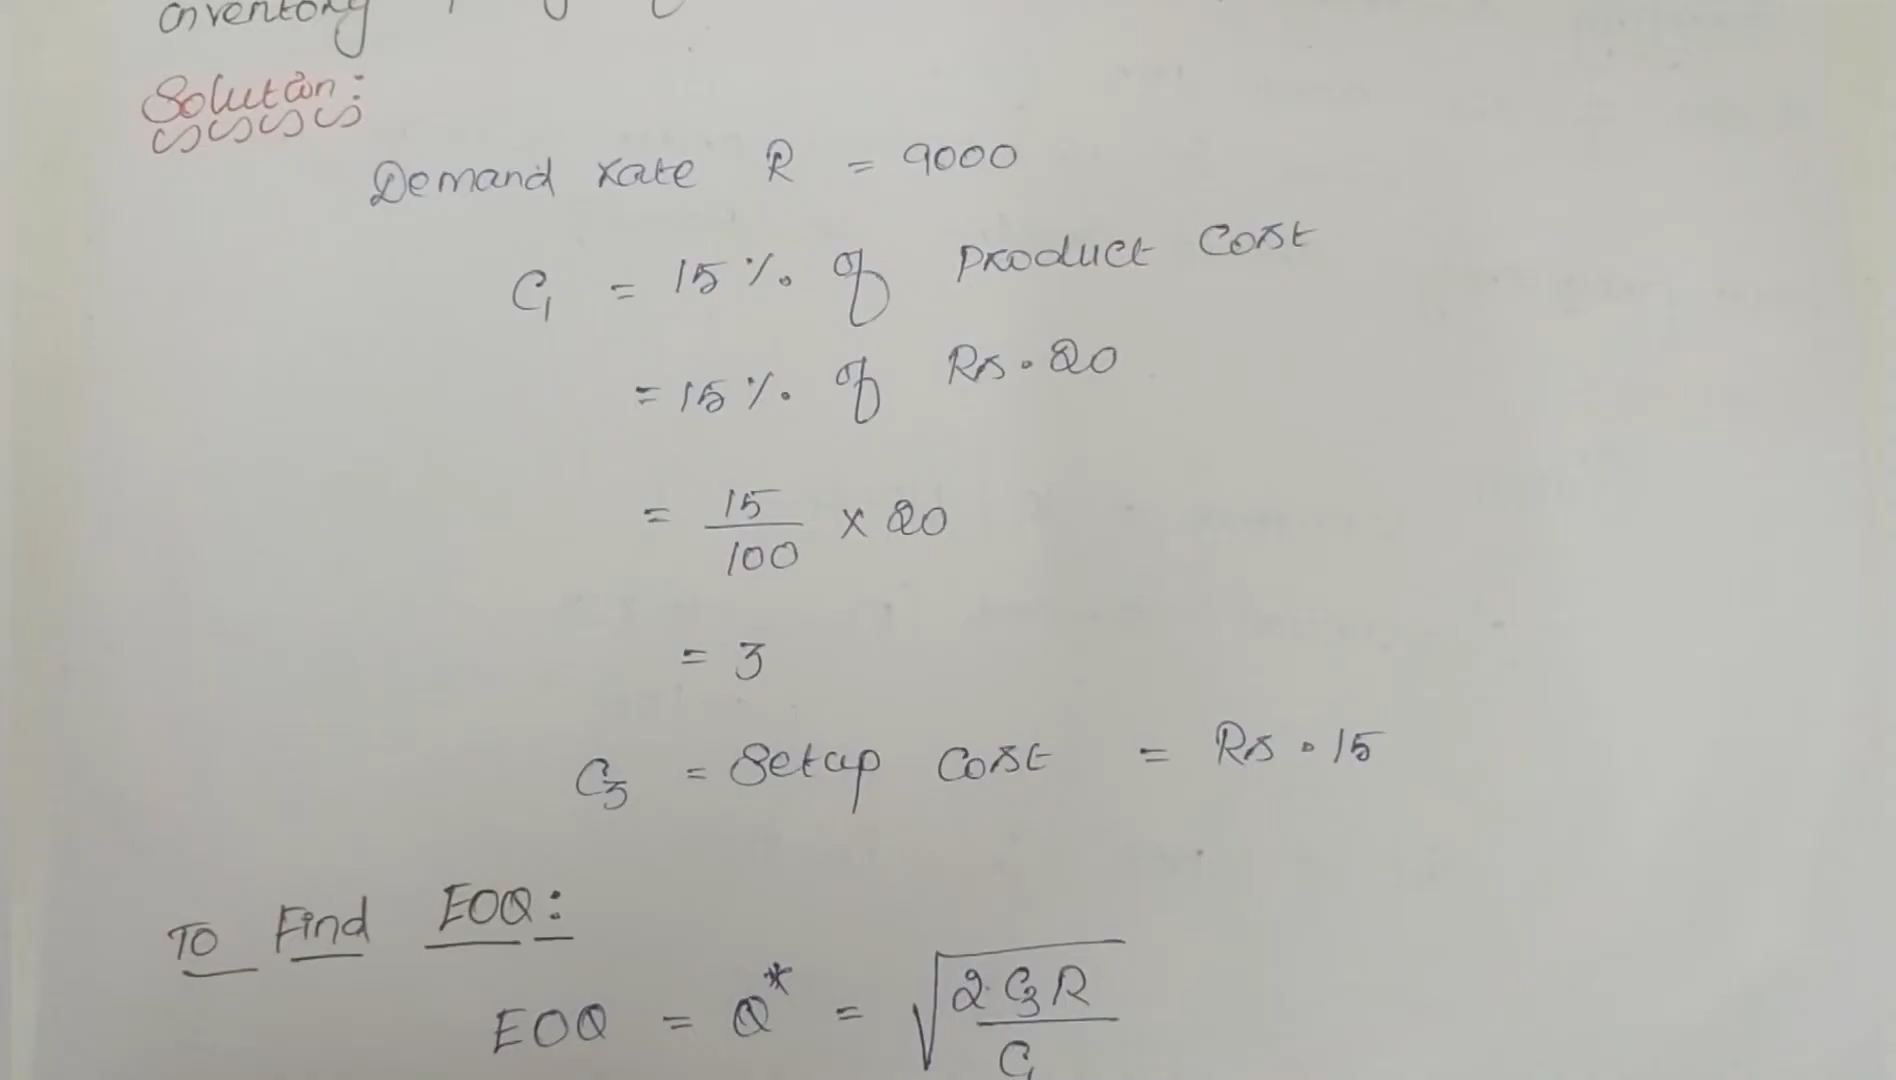 inventory
Solution:
Demand rate R = 9000
C₁ = 15 % of Product Cost
= 15 % of Rs. 20
= 15/100 × 20
= 3
C₃ = Setup Cost = Rs. 15
To Find EOQ:
EOQ = Q* = √(2C₃R/C₁)